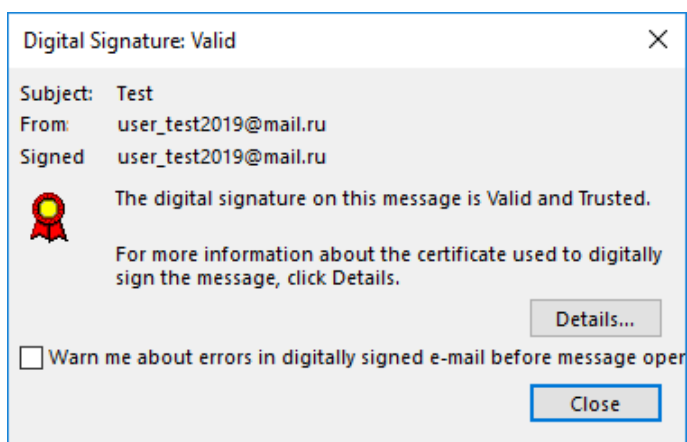 Digital Signature: Valid
Subject: Test
From: user_test2019@mail.ru
Signed user_test2019@mail.ru
The digital signature on this message is Valid and Trusted.
For more information about the certificate used to digitally
sign the message, click Details.
Details...
Warn me about errors in digitally signed e-mail before message oper
Close